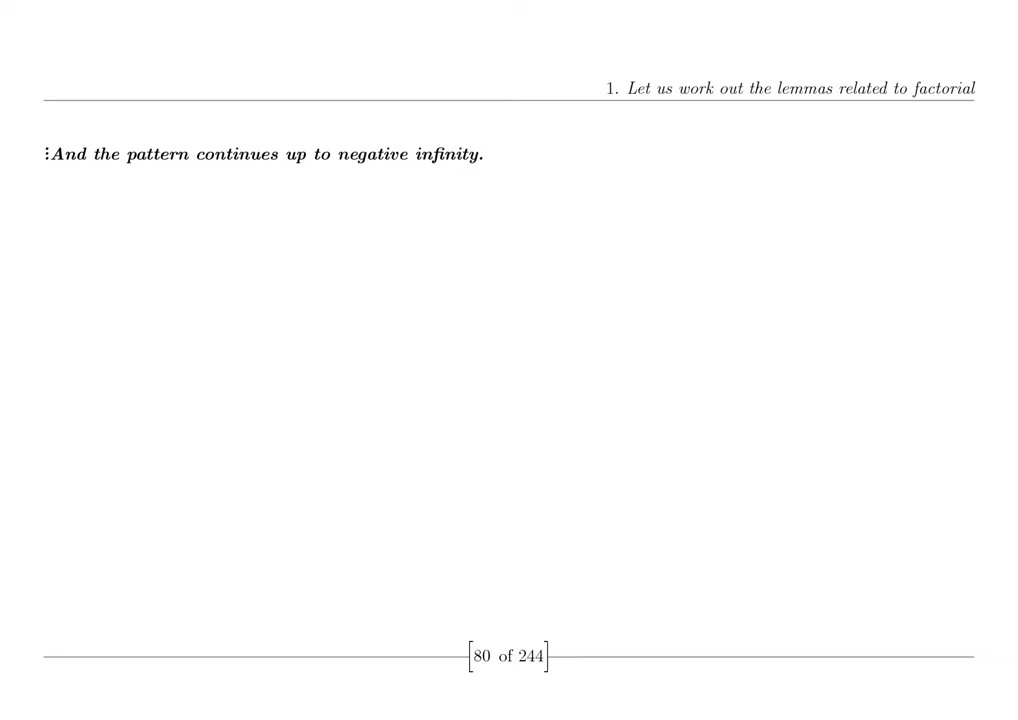 1. Let us work out the lemmas related to factorial
⋮And the pattern continues up to negative infinity.
[80 of 244]